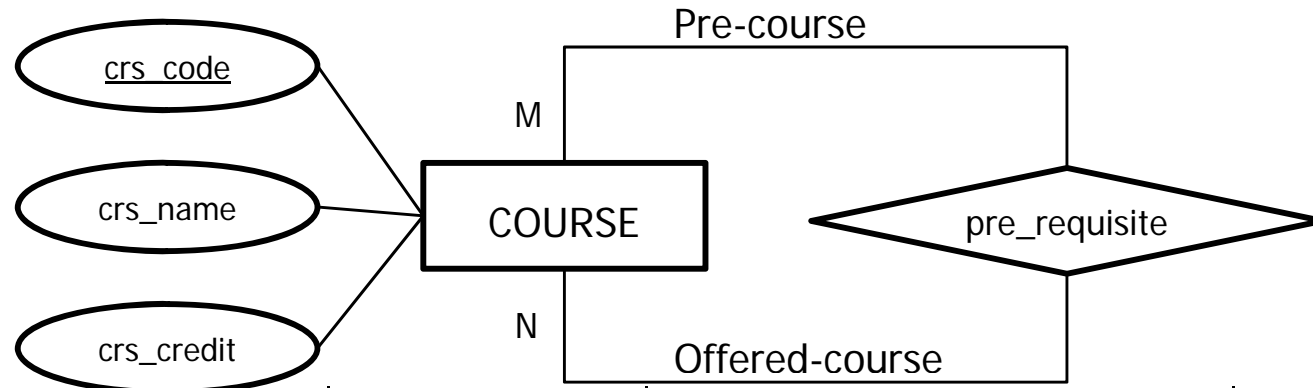 Pre-course
crs_code
M
crs_name
COURSE
pre_requisite
N
crs_credit
Offered-course